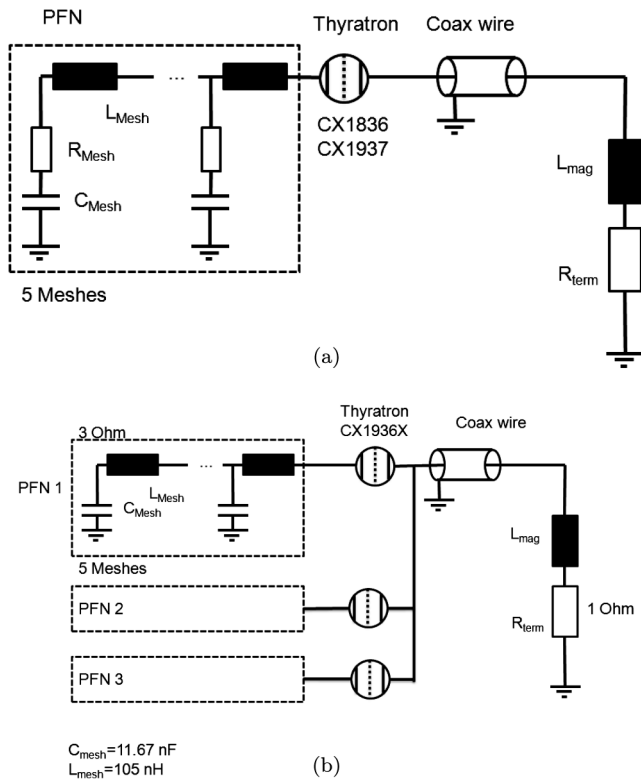 PFN
Thyratron
Coax wire
...
L_Mesh
R_Mesh
CX1836
CX1937
C_Mesh
L_mag
R_term
5 Meshes
(a)
3 Ohm
Thyratron
CX1936X
Coax wire
...
PFN 1
L_Mesh
C_Mesh
L_mag
5 Meshes
PFN 2
R_term
1 Ohm
PFN 3
C_mesh=11.67 nF
L_mesh=105 nH
(b)